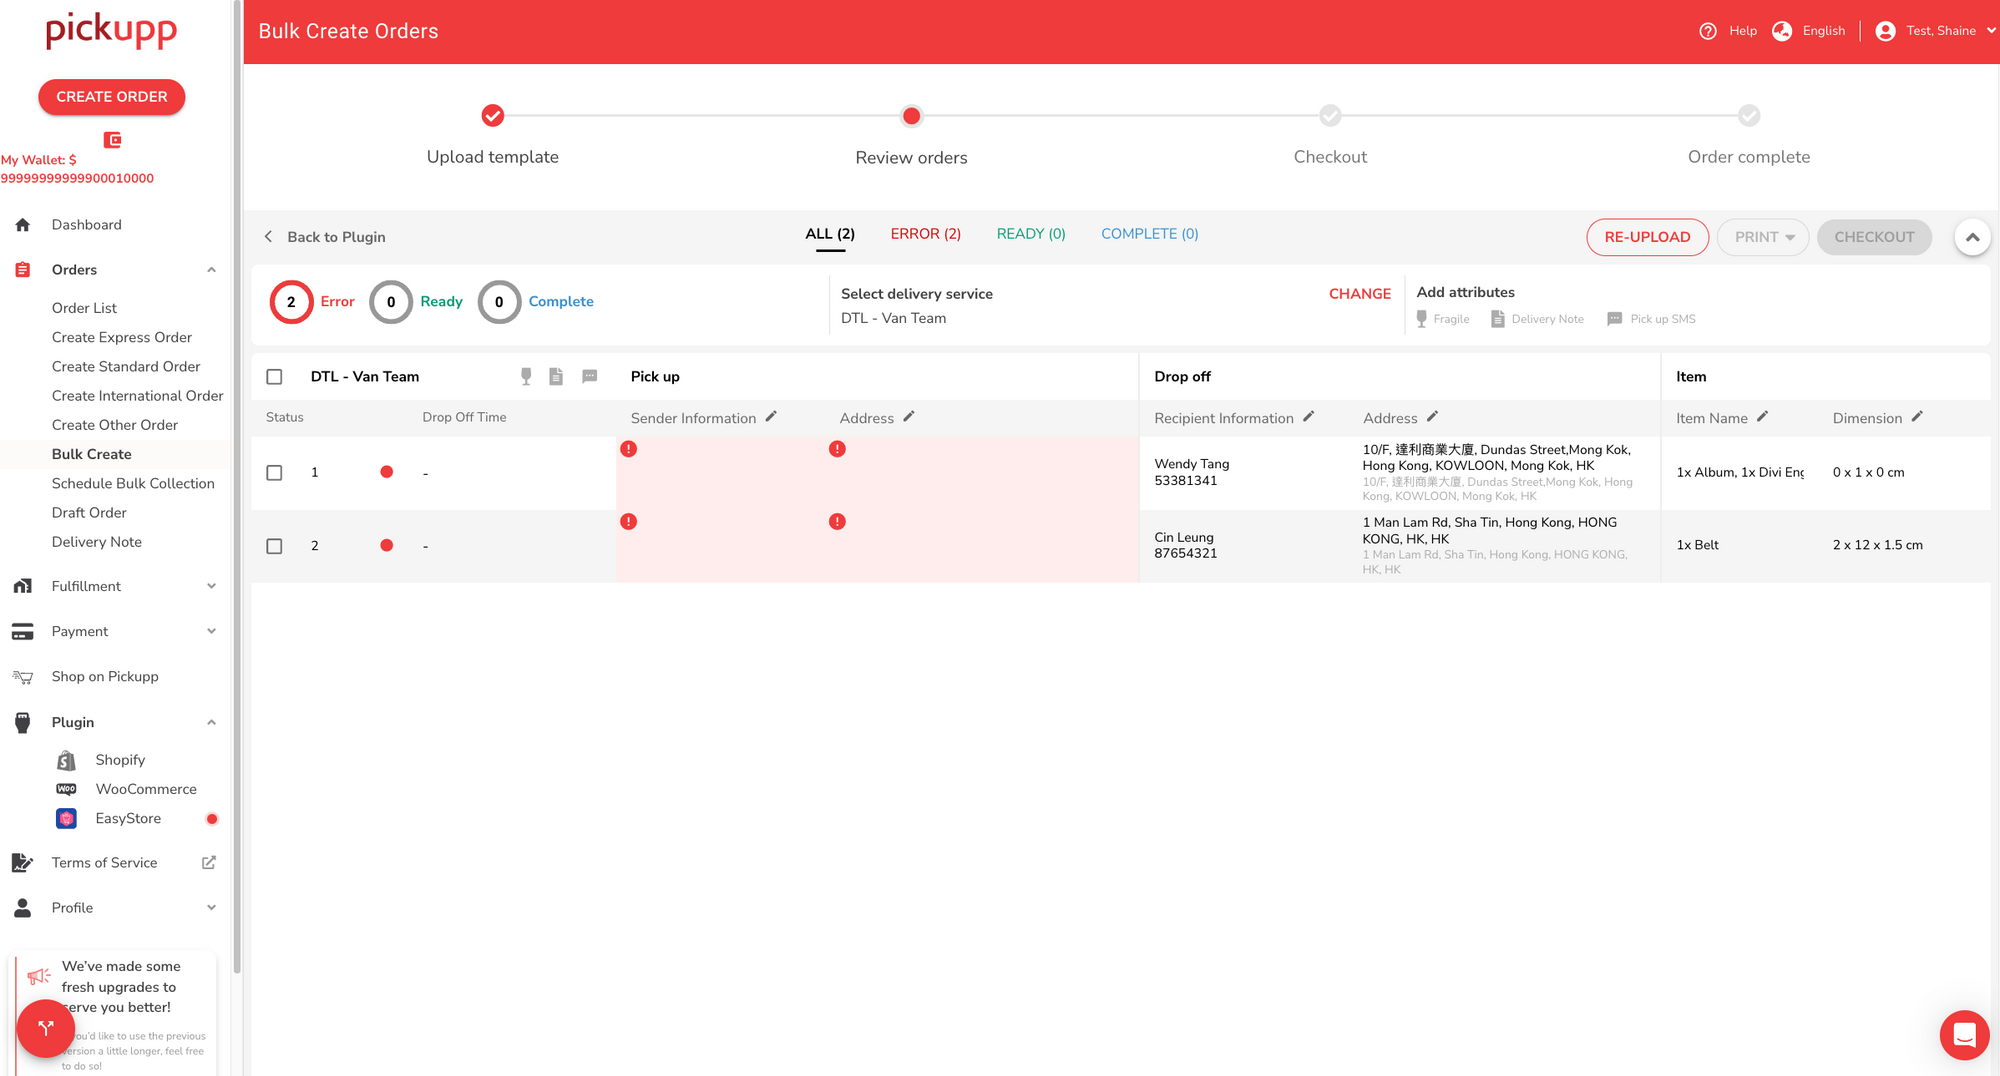 pickupp
CREATE ORDER
My Wallet: $
99999999999900010000
Dashboard
Orders
Order List
Create Express Order
Create Standard Order
Create International Order
Create Other Order
Bulk Create
Schedule Bulk Collection
Draft Order
Delivery Note
Fulfillment
Payment
Shop on Pickupp
Plugin
Shopify
WOO WooCommerce
EasyStore
Terms of Service
Profile
We've made some
fresh upgrades to
serve you better!
you'd like to use the previous
version a little longer, feel free
to do so!
Bulk Create Orders
Help
English
Test, Shaine
Upload template
Review orders
Checkout
Order complete
Back to Plugin
ALL (2)
ERROR (2)
READY (0)
COMPLETE (0)
RE-UPLOAD
PRINT
CHECKOUT
2 Error
0 Ready
0 Complete
Select delivery service
DTL - Van Team
CHANGE
Add attributes
Fragile
Delivery Note
Pick up SMS
DTL - Van Team
Pick up
Drop off
Item
Status
Drop Off Time
Sender Information
Address
Recipient Information
Address
Item Name
Dimension
1
-
Wendy Tang
53381341
10/F, 達利商業大廈, Dundas Street,Mong Kok,
Hong Kong, KOWLOON, Mong Kok, HK
10/F, 達利商業大廈, Dundas Street,Mong Kok, Hong
Kong, KOWLOON, Mong Kok, HK
1x Album, 1x Divi Eng
0 x 1 x 0 cm
2
-
Cin Leung
87654321
1 Man Lam Rd, Sha Tin, Hong Kong, HONG
KONG, HK, HK
1 Man Lam Rd, Sha Tin, Hong Kong, HONG KONG,
HK, HK
1x Belt
2 x 12 x 1.5 cm